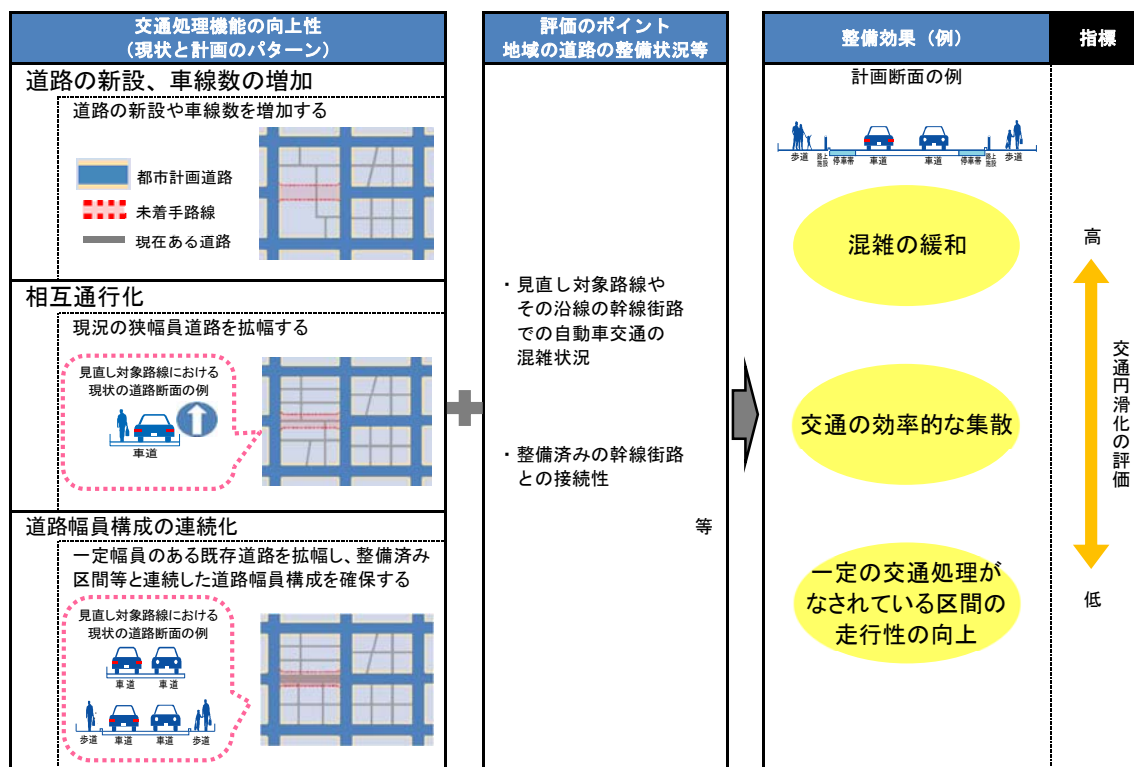 交通処理機能の向上性
（現状と計画のパターン）
道路の新設、車線数の増加
道路の新設や車線数を増加する
都市計画道路
未着手路線
現在ある道路
相互通行化
現況の狭幅員道路を拡幅する
見直し対象路線における
現状の道路断面の例
車道
道路幅員構成の連続化
一定幅員のある既存道路を拡幅し、整備済み
区間等と連続した道路幅員構成を確保する
見直し対象路線における
現状の道路断面の例
車道 車道
歩道 車道 車道 歩道
評価のポイント
地域の道路の整備状況等
・見直し対象路線や
その沿線の幹線街路
での自動車交通の
混雑状況
・整備済みの幹線街路
との接続性
等
整備効果（例）
計画断面の例
歩道 路上施設 停車帯 車道 車道 停車帯 路上施設 歩道
混雑の緩和
交通の効率的な集散
一定の交通処理が
なされている区間の
走行性の向上
指標
高
交通円滑化の評価
低